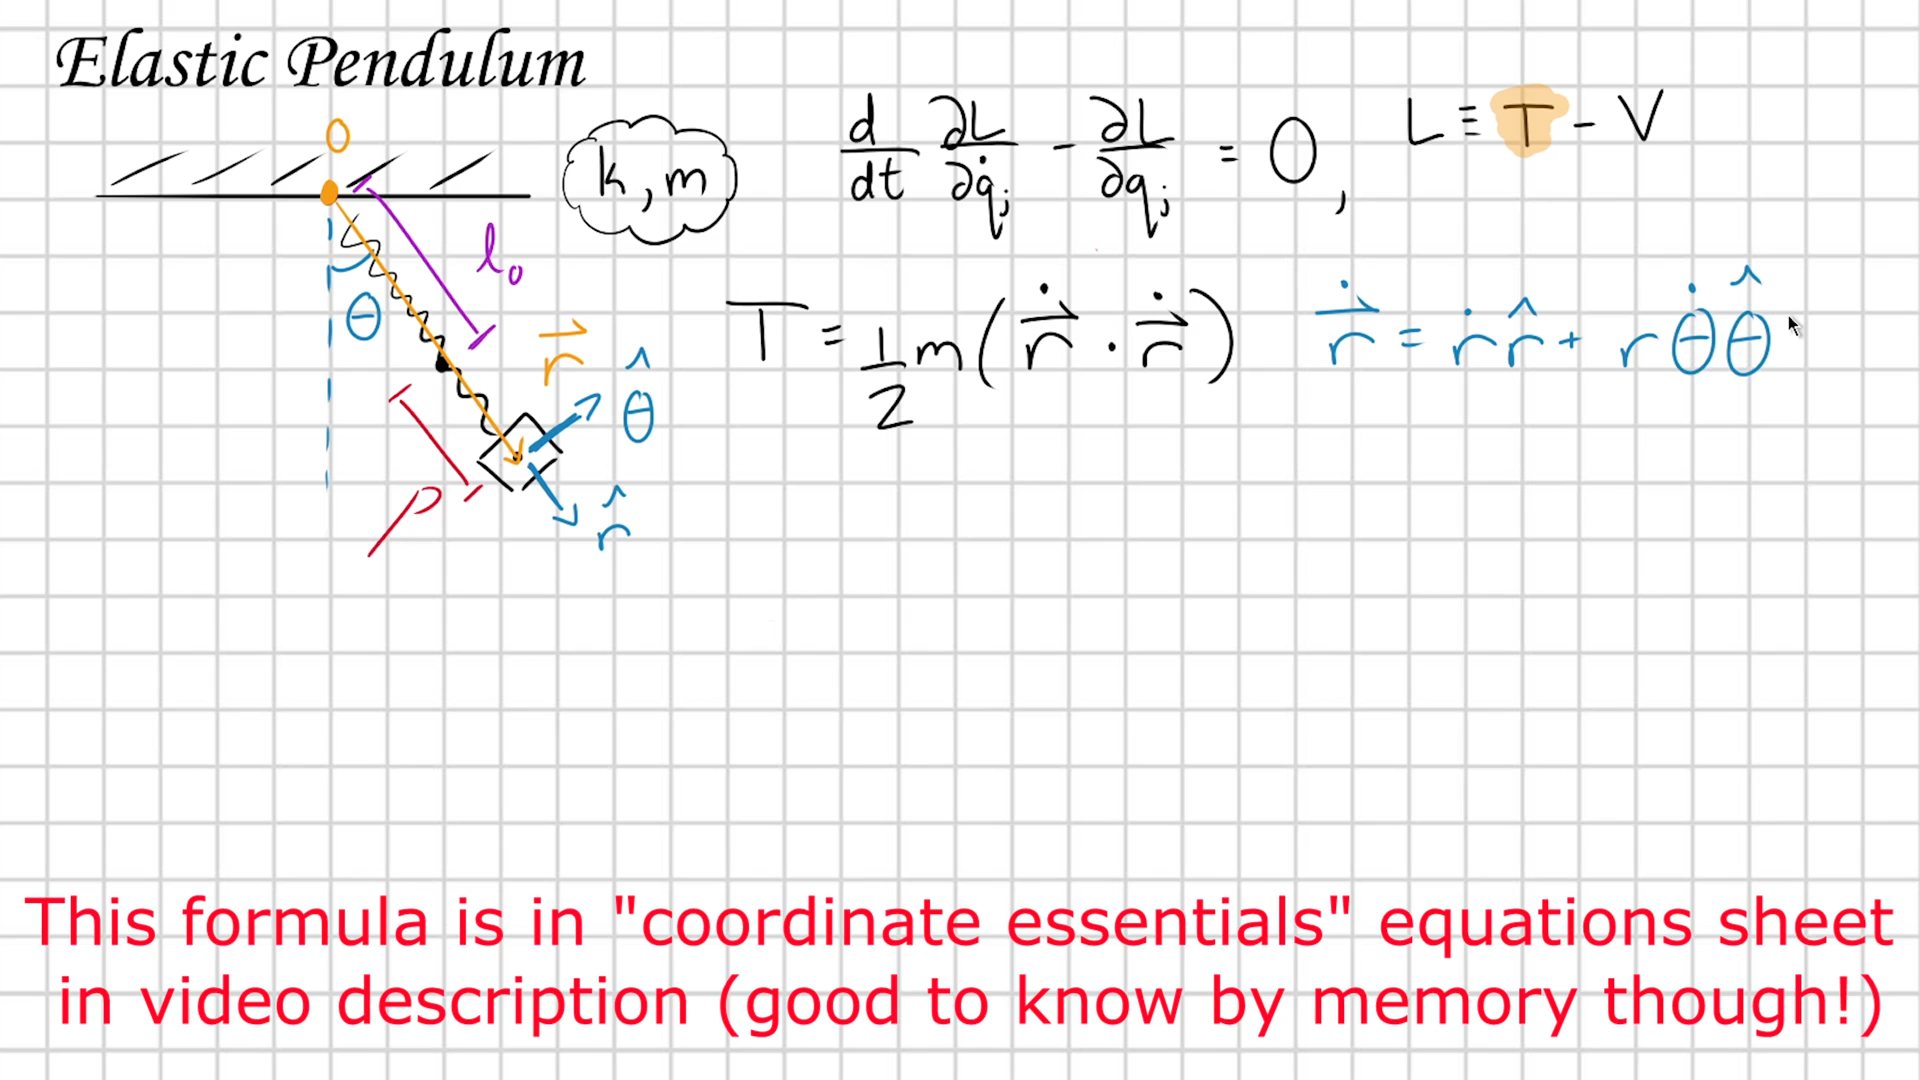 Elastic Pendulum
O
k, m
d/dt ∂L/∂q̇ⱼ - ∂L/∂qⱼ = 0,
L ≡ T - V
l₀
θ
T = 1/2 m(r⃗̇ · r⃗̇)
r⃗̇ = ṙr̂ + rθ̇θ̂
r⃗
θ̂
ρ
r̂
This formula is in "coordinate essentials" equations sheet
in video description (good to know by memory though!)